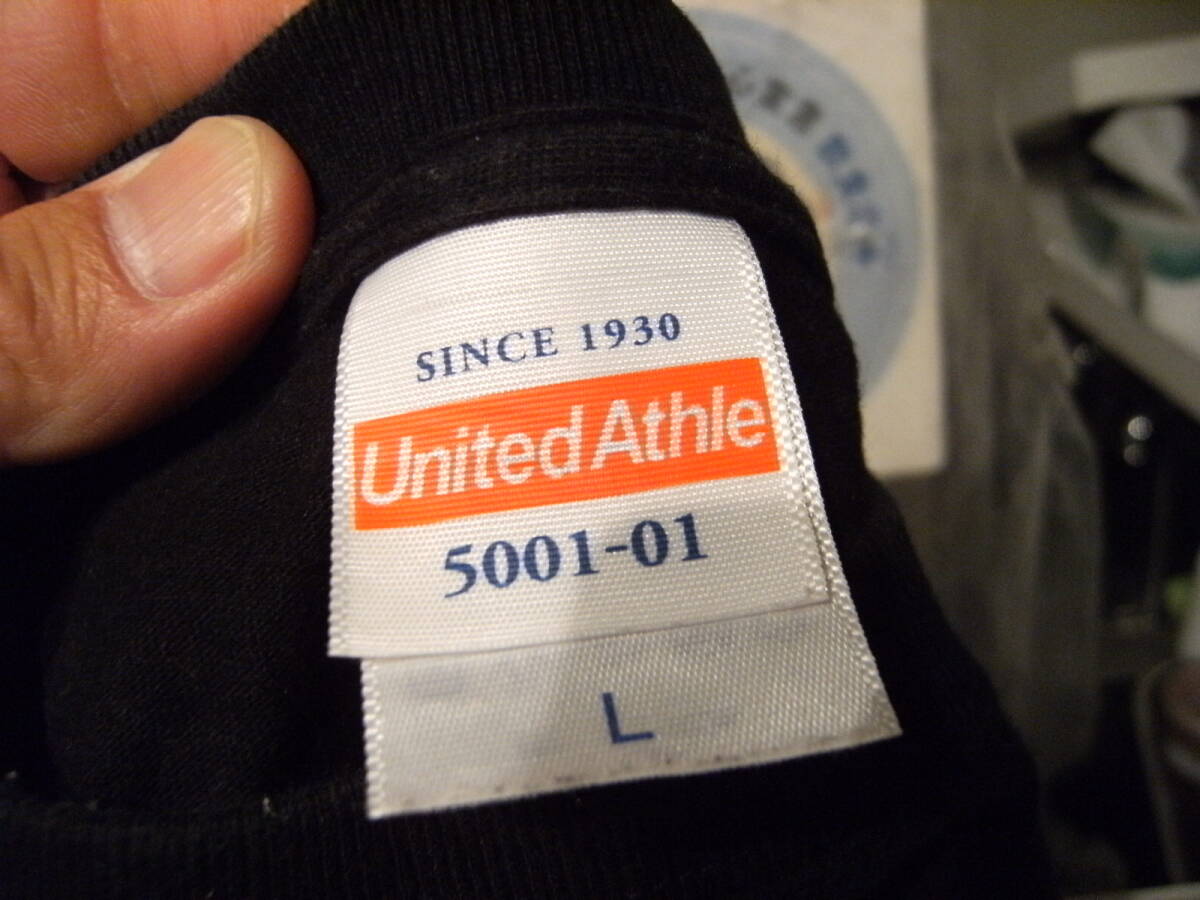 SINCE 1930
United Athle
5001-01
L